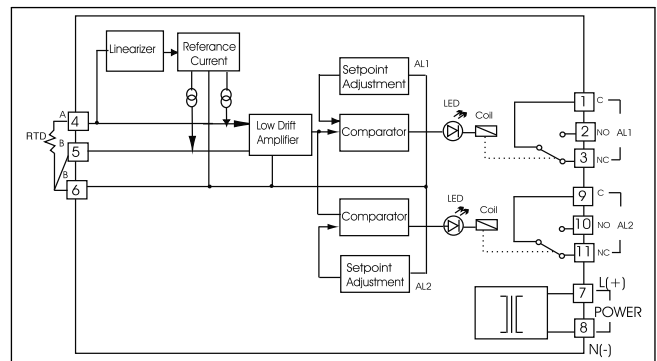 Linearizer
Referance
Current
Setpoint
Adjustment
AL1
LED
Coil
1
C
2
NO
AL1
3
NC
A
4
RTD
B
5
B
6
Low Drift
Amplifier
Comparator
9
C
LED
Coil
10
NO
AL2
11
NC
Comparator
Setpoint
Adjustment
AL2
7
L(+)
POWER
8
N(-)